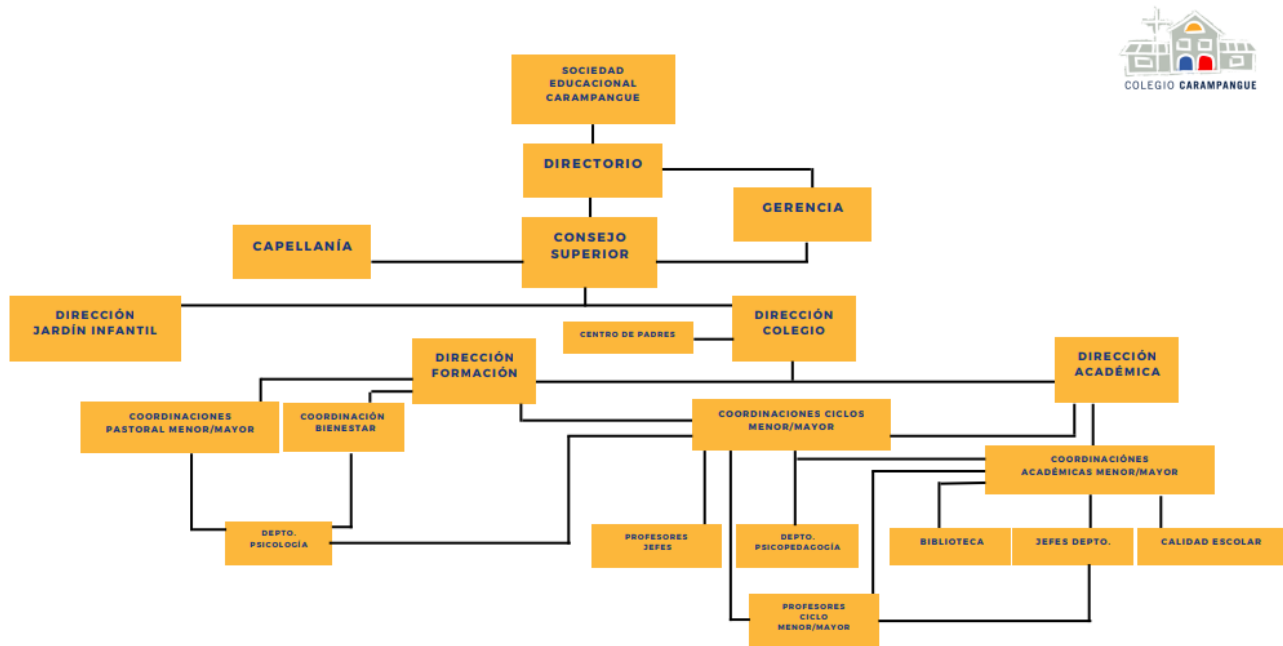 COLEGIO CARAMPANGUE
SOCIEDAD
EDUCACIONAL
CARAMPANGUE
DIRECTORIO
GERENCIA
CAPELLANÍA
CONSEJO
SUPERIOR
DIRECCIÓN
JARDÍN INFANTIL
DIRECCIÓN
COLEGIO
CENTRO DE PADRES
DIRECCIÓN
FORMACIÓN
DIRECCIÓN
ACADÉMICA
COORDINACIONES
PASTORAL MENOR/MAYOR
COORDINACIÓN
BIENESTAR
COORDINACIONES CICLOS
MENOR/MAYOR
COORDINACIÓNES
ACADÉMICAS MENOR/MAYOR
DEPTO.
PSICOLOGÍA
PROFESORES
JEFES
DEPTO.
PSICOPEDAGOGÍA
BIBLIOTECA
JEFES DEPTO.
CALIDAD ESCOLAR
PROFESORES
CICLO
MENOR/MAYOR